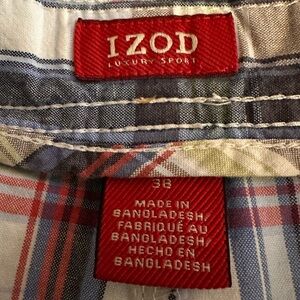 IZOD
LUXURY SPORT
38
MADE IN
BANGLADESH/
FABRIQUÉ AU
BANGLADESH/
HECHO EN
BANGLADESH